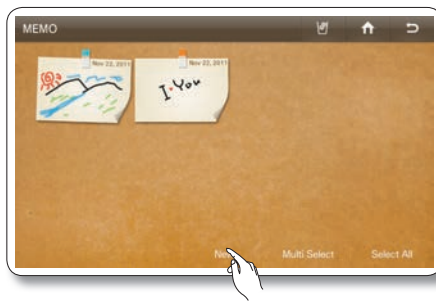 MEMO
Nov 22, 2011
Nov 22, 2011
I ♥ You
Multi Select
Select All